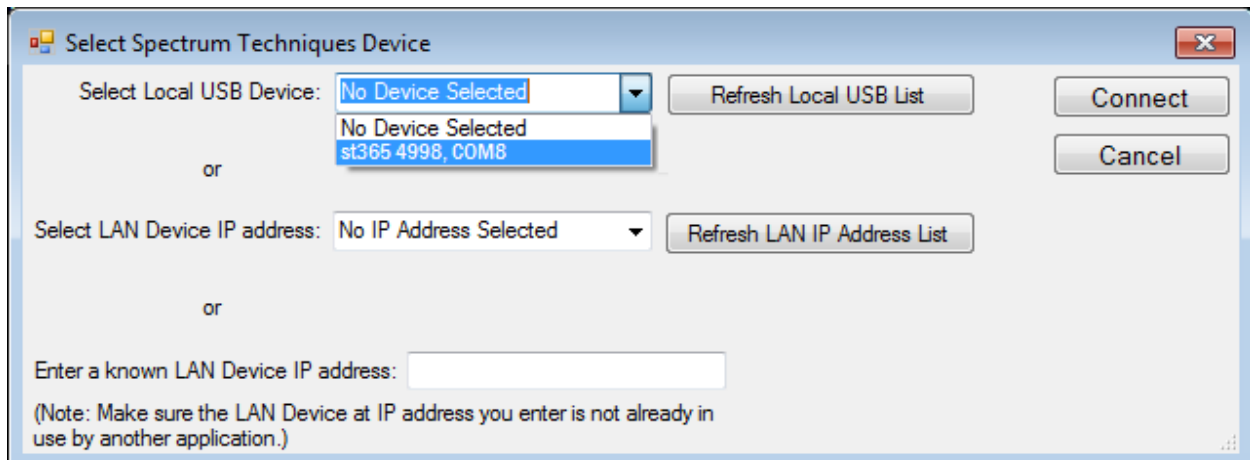 Select Spectrum Techniques Device
Select Local USB Device: No Device Selected Refresh Local USB List Connect
No Device Selected
st365 4998, COM8
or Cancel
Select LAN Device IP address: No IP Address Selected Refresh LAN IP Address List
or
Enter a known LAN Device IP address:
(Note: Make sure the LAN Device at IP address you enter is not already in
use by another application.)